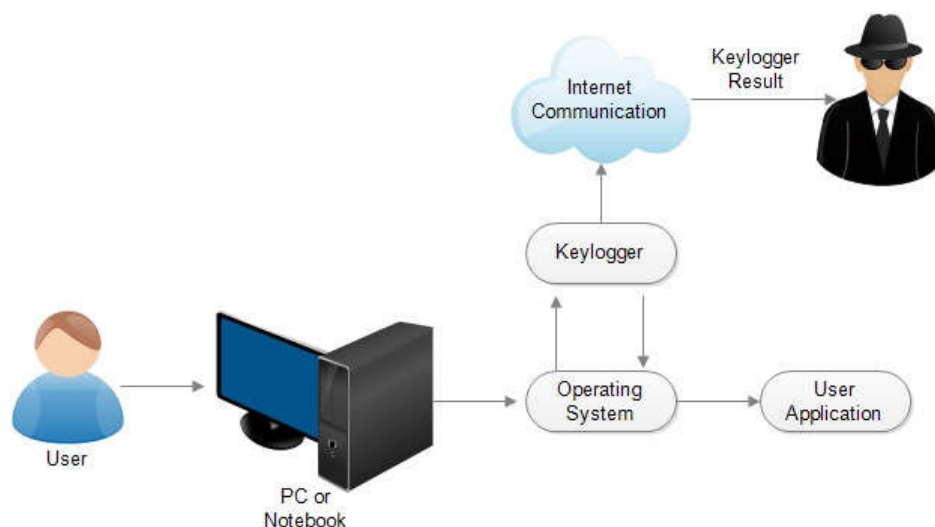 Internet
Communication
Keylogger
Result
Keylogger
User
PC or
Notebook
Operating
System
User
Application